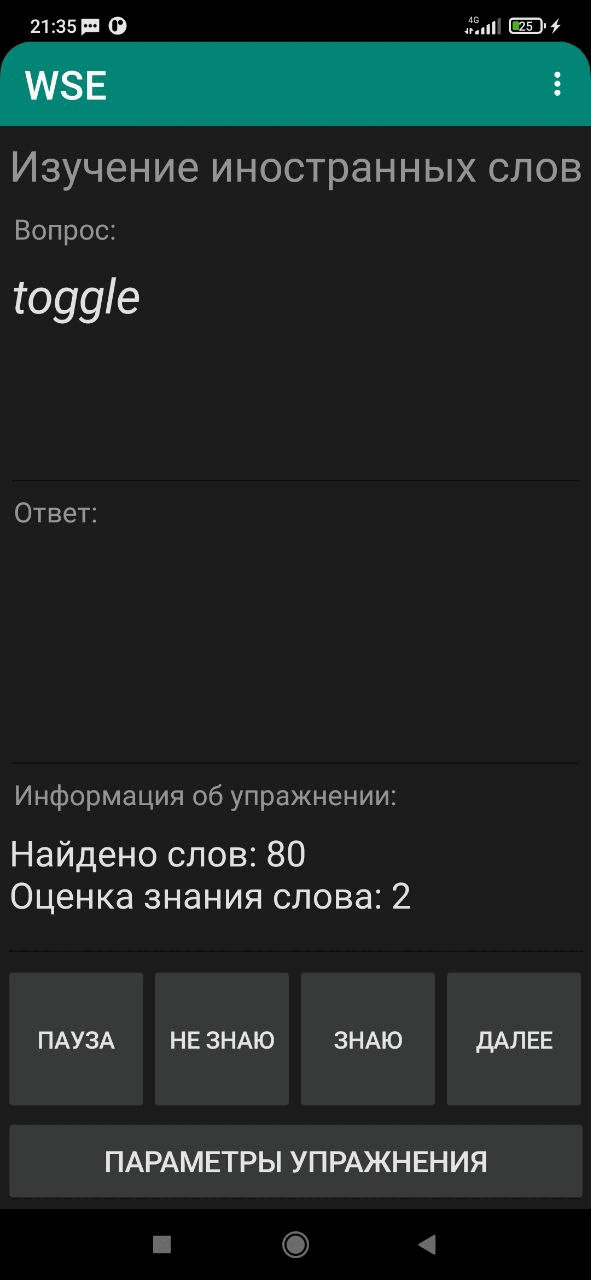 21:35 4G 25
WSE
Изучение иностранных слов
Вопрос:
toggle
Ответ:
Информация об упражнении:
Найдено слов: 80
Оценка знания слова: 2
ПАУЗА НЕ ЗНАЮ ЗНАЮ ДАЛЕЕ
ПАРАМЕТРЫ УПРАЖНЕНИЯ